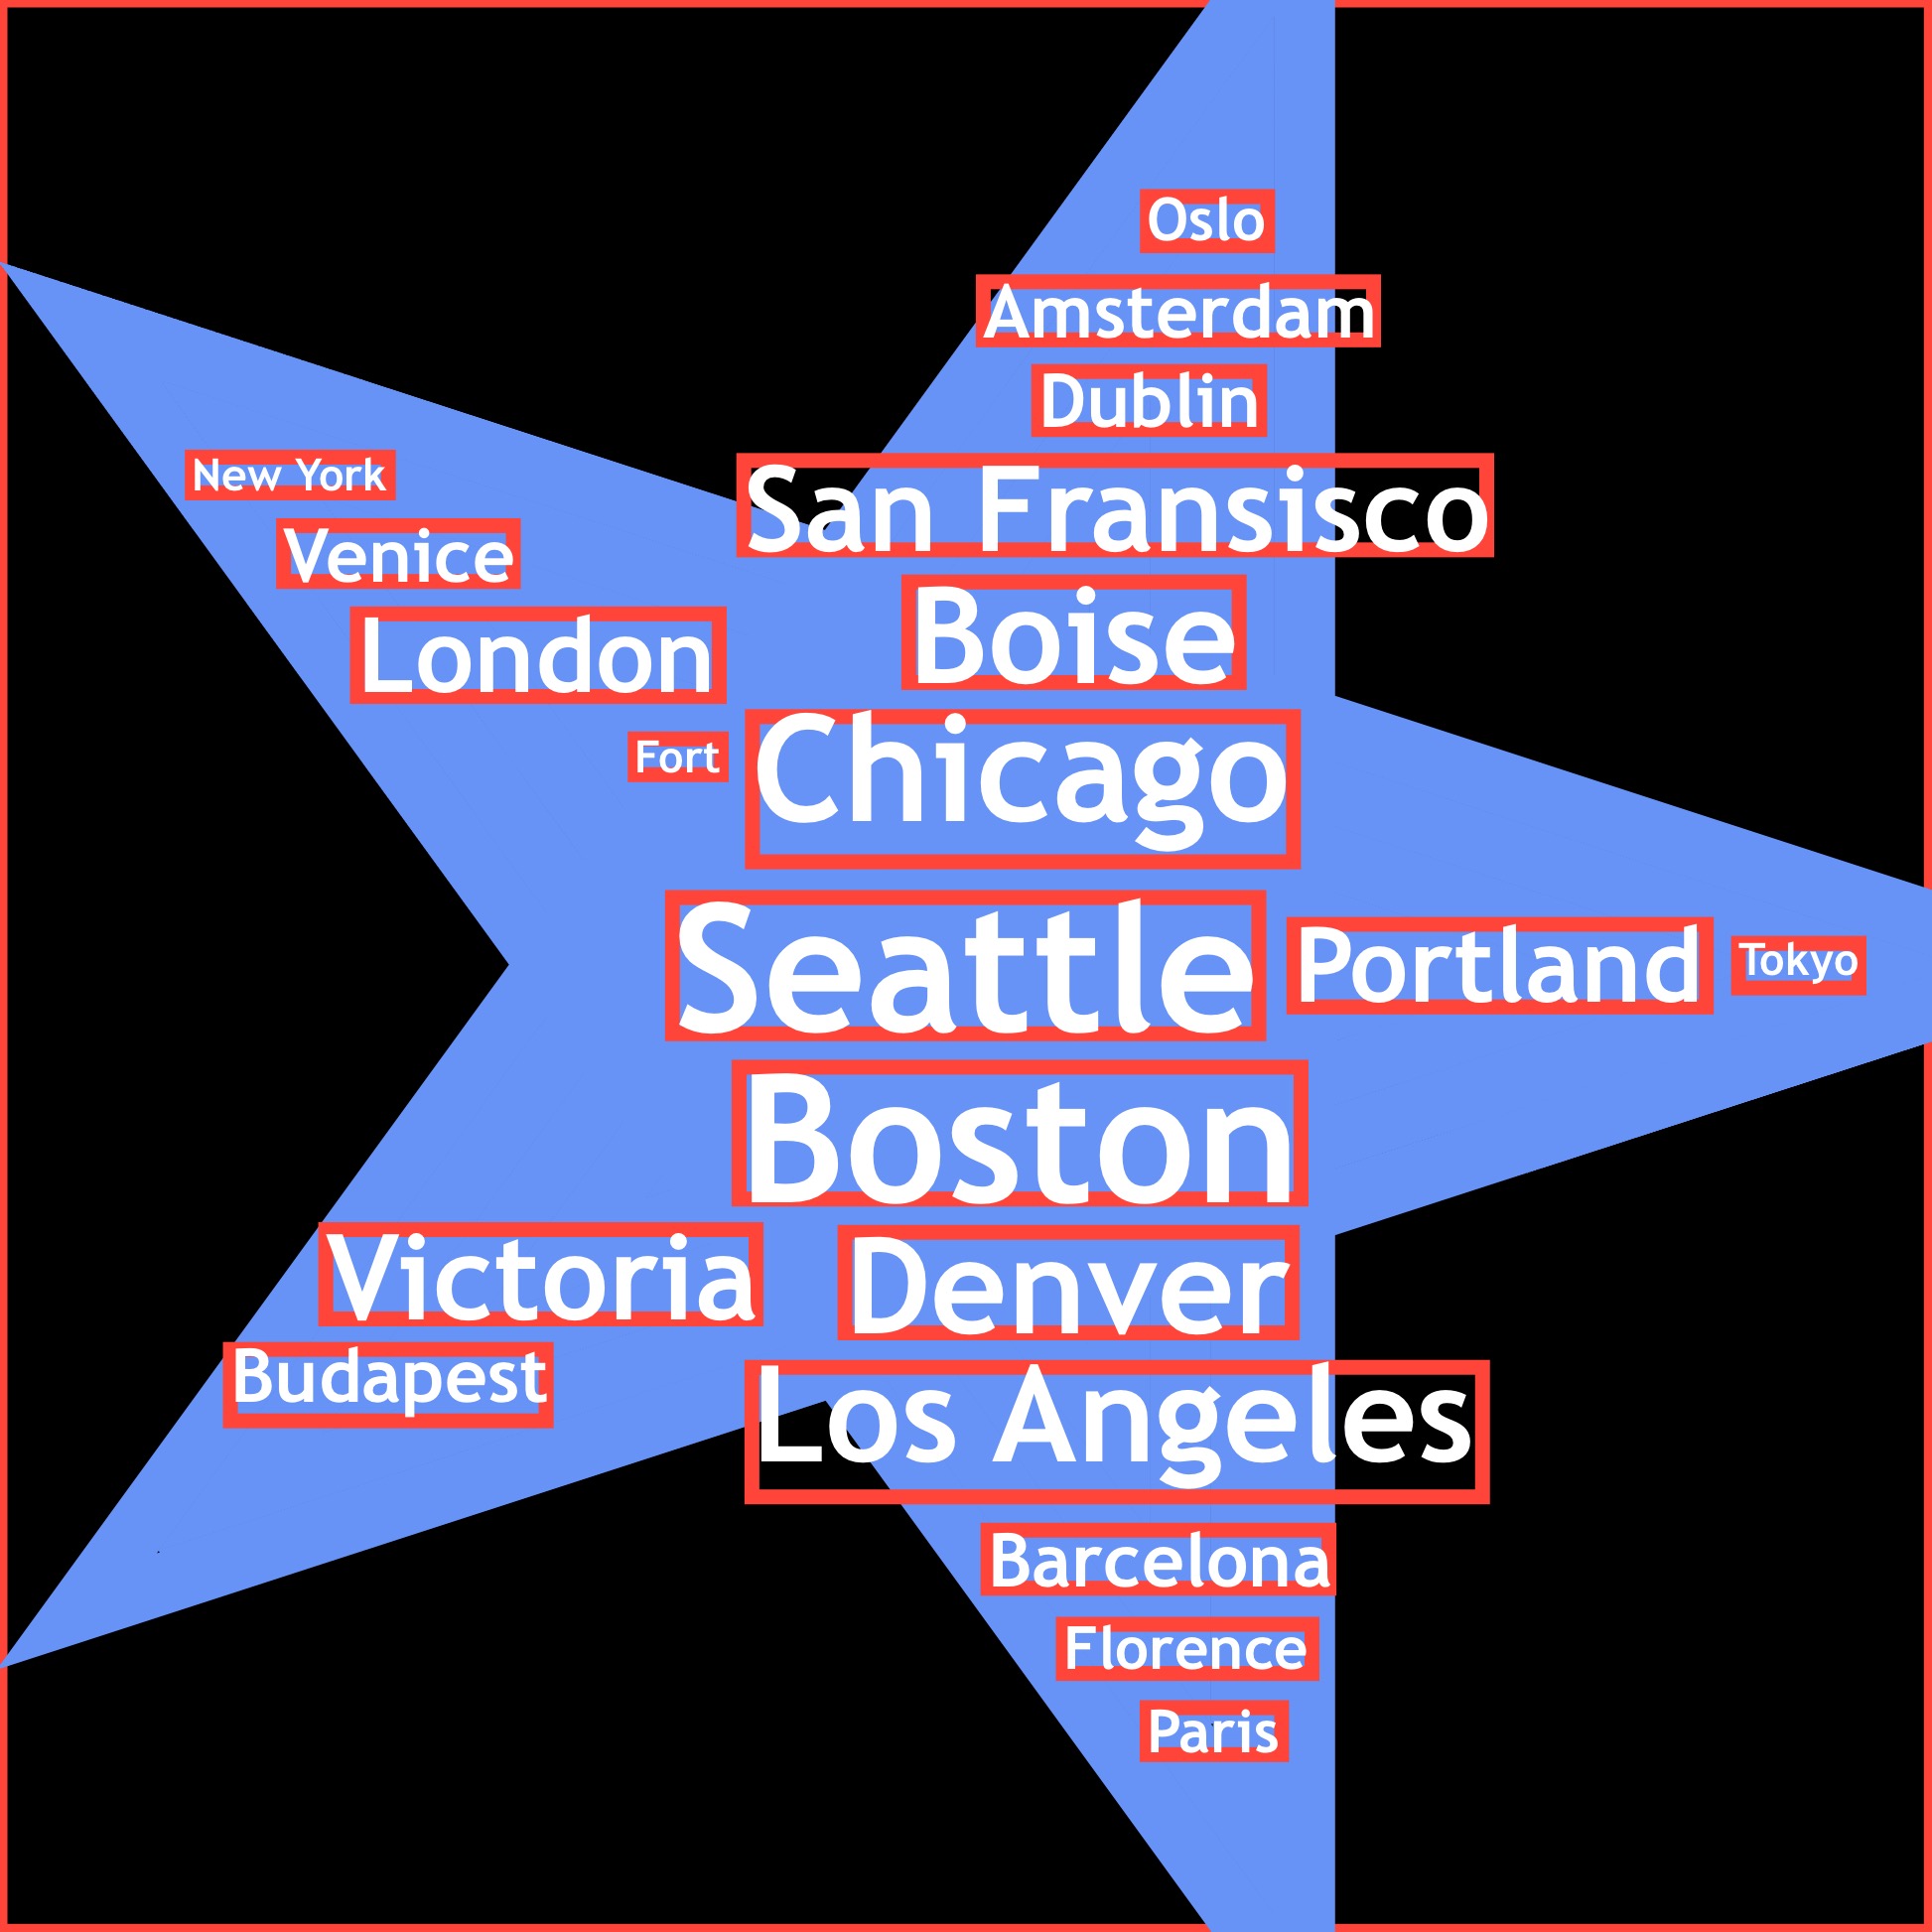 Oslo
Amsterdam
Dublin
New York
San Fransisco
Venice
London
Boise
Fort
Chicago
Seattle
Portland
Tokyo
Boston
Victoria
Denver
Budapest
Los Angeles
Barcelona
Florence
Paris